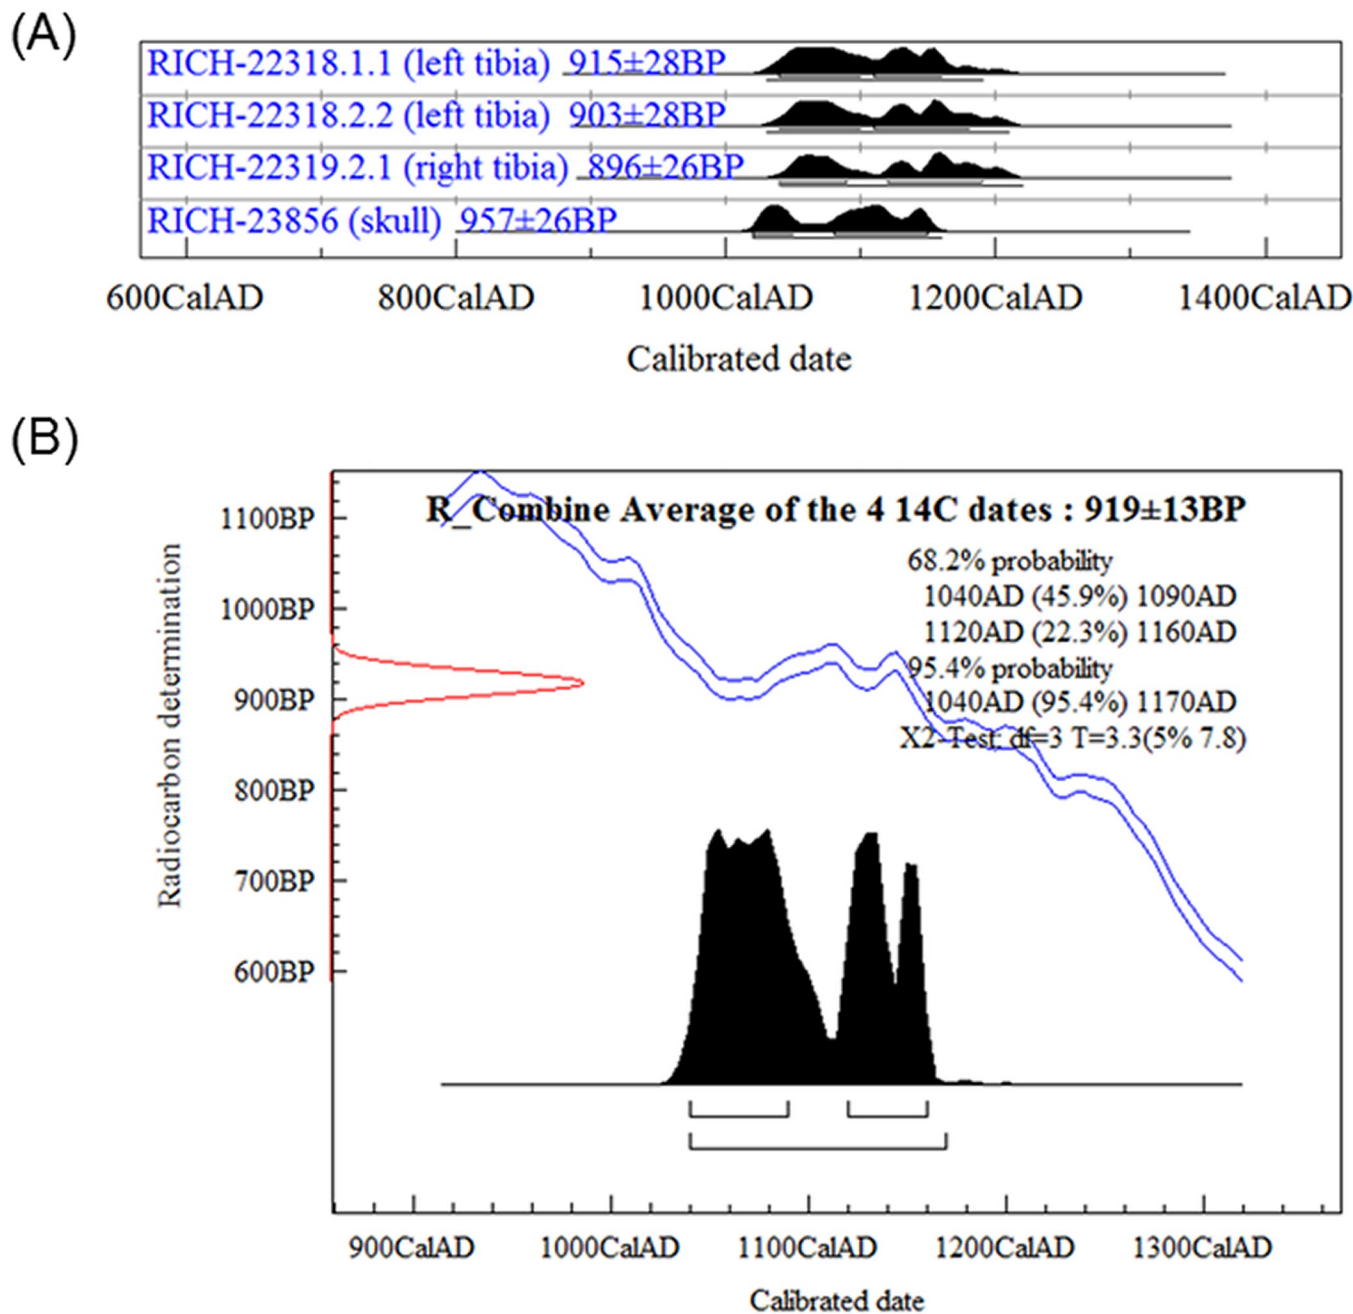 (A)
RICH-22318.1.1 (left tibia) 915±28BP
RICH-22318.2.2 (left tibia) 903±28BP
RICH-22319.2.1 (right tibia) 896±26BP
RICH-23856 (skull) 957±26BP
600CalAD 800CalAD 1000CalAD 1200CalAD 1400CalAD
Calibrated date
(B)
R_Combine Average of the 4 14C dates : 919±13BP
68.2% probability
1040AD (45.9%) 1090AD
1120AD (22.3%) 1160AD
95.4% probability
1040AD (95.4%) 1170AD
X2-Test: df=3 T=3.3(5% 7.8)
Radiocarbon determination
1100BP
1000BP
900BP
800BP
700BP
600BP
900CalAD 1000CalAD 1100CalAD 1200CalAD 1300CalAD
Calibrated date